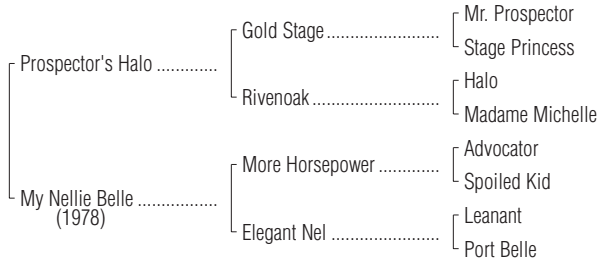 Mr. Prospector
Gold Stage
Stage Princess
Prospector's Halo
Halo
Rivenoak
Madame Michelle
Advocator
More Horsepower
Spoiled Kid
My Nellie Belle
(1978)
Leanant
Elegant Nel
Port Belle